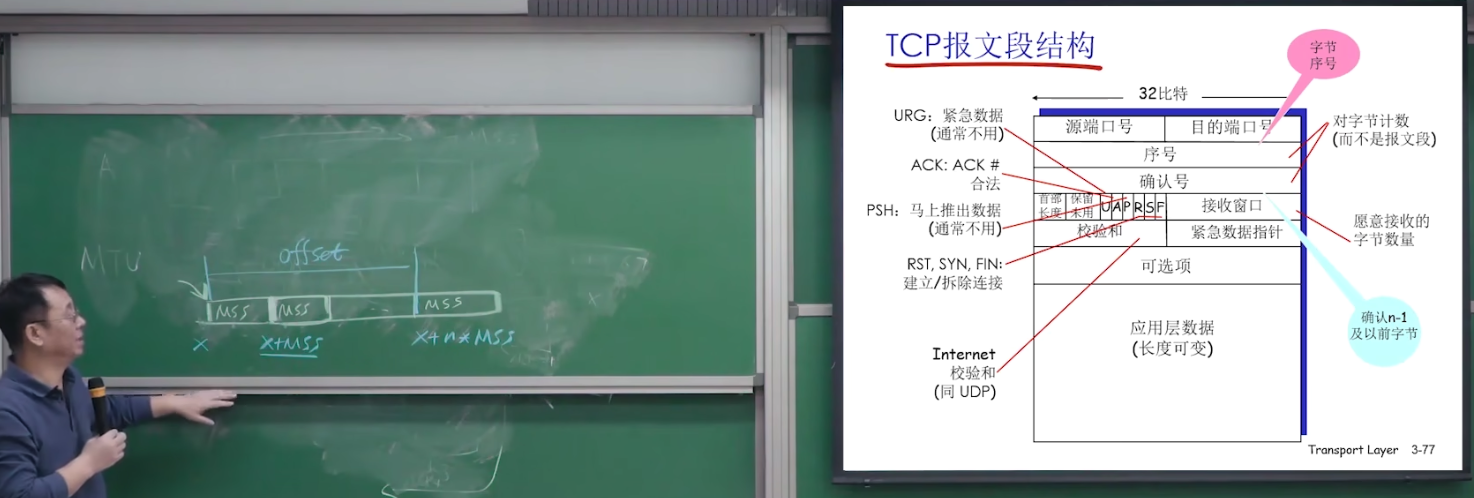 A
MTU
offset
MSS
MSS
...
MSS
x
x+MSS
x+n*MSS
TCP报文段结构
字节
序号
32比特
URG：紧急数据
(通常不用)
源端口号
目的端口号
对字节计数
(而不是报文段)
序号
ACK: ACK #
合法
确认号
首部
长度
保留
未用
U A P R S F
接收窗口
PSH：马上推出数据
(通常不用)
校验和
紧急数据指针
愿意接收的
字节数量
RST, SYN, FIN:
建立/拆除连接
可选项
确认n-1
及以前字节
应用层数据
(长度可变)
Internet
校验和
(同 UDP)
Transport Layer 3-77